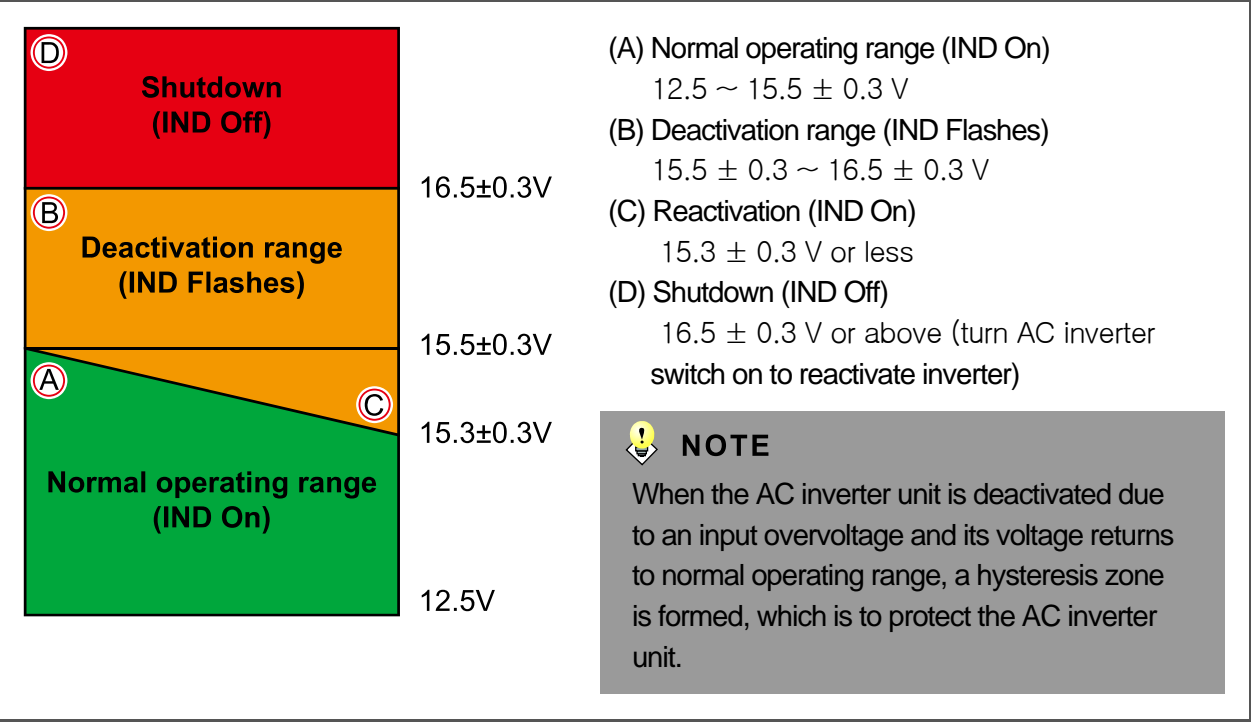 D
Shutdown
(IND Off)
16.5±0.3V
B
Deactivation range
(IND Flashes)
15.5±0.3V
A
C
15.3±0.3V
Normal operating range
(IND On)
12.5V
(A) Normal operating range (IND On)
12.5 ~ 15.5 ± 0.3 V
(B) Deactivation range (IND Flashes)
15.5 ± 0.3 ~ 16.5 ± 0.3 V
(C) Reactivation (IND On)
15.3 ± 0.3 V or less
(D) Shutdown (IND Off)
16.5 ± 0.3 V or above (turn AC inverter
switch on to reactivate inverter)
NOTE
When the AC inverter unit is deactivated due
to an input overvoltage and its voltage returns
to normal operating range, a hysteresis zone
is formed, which is to protect the AC inverter
unit.